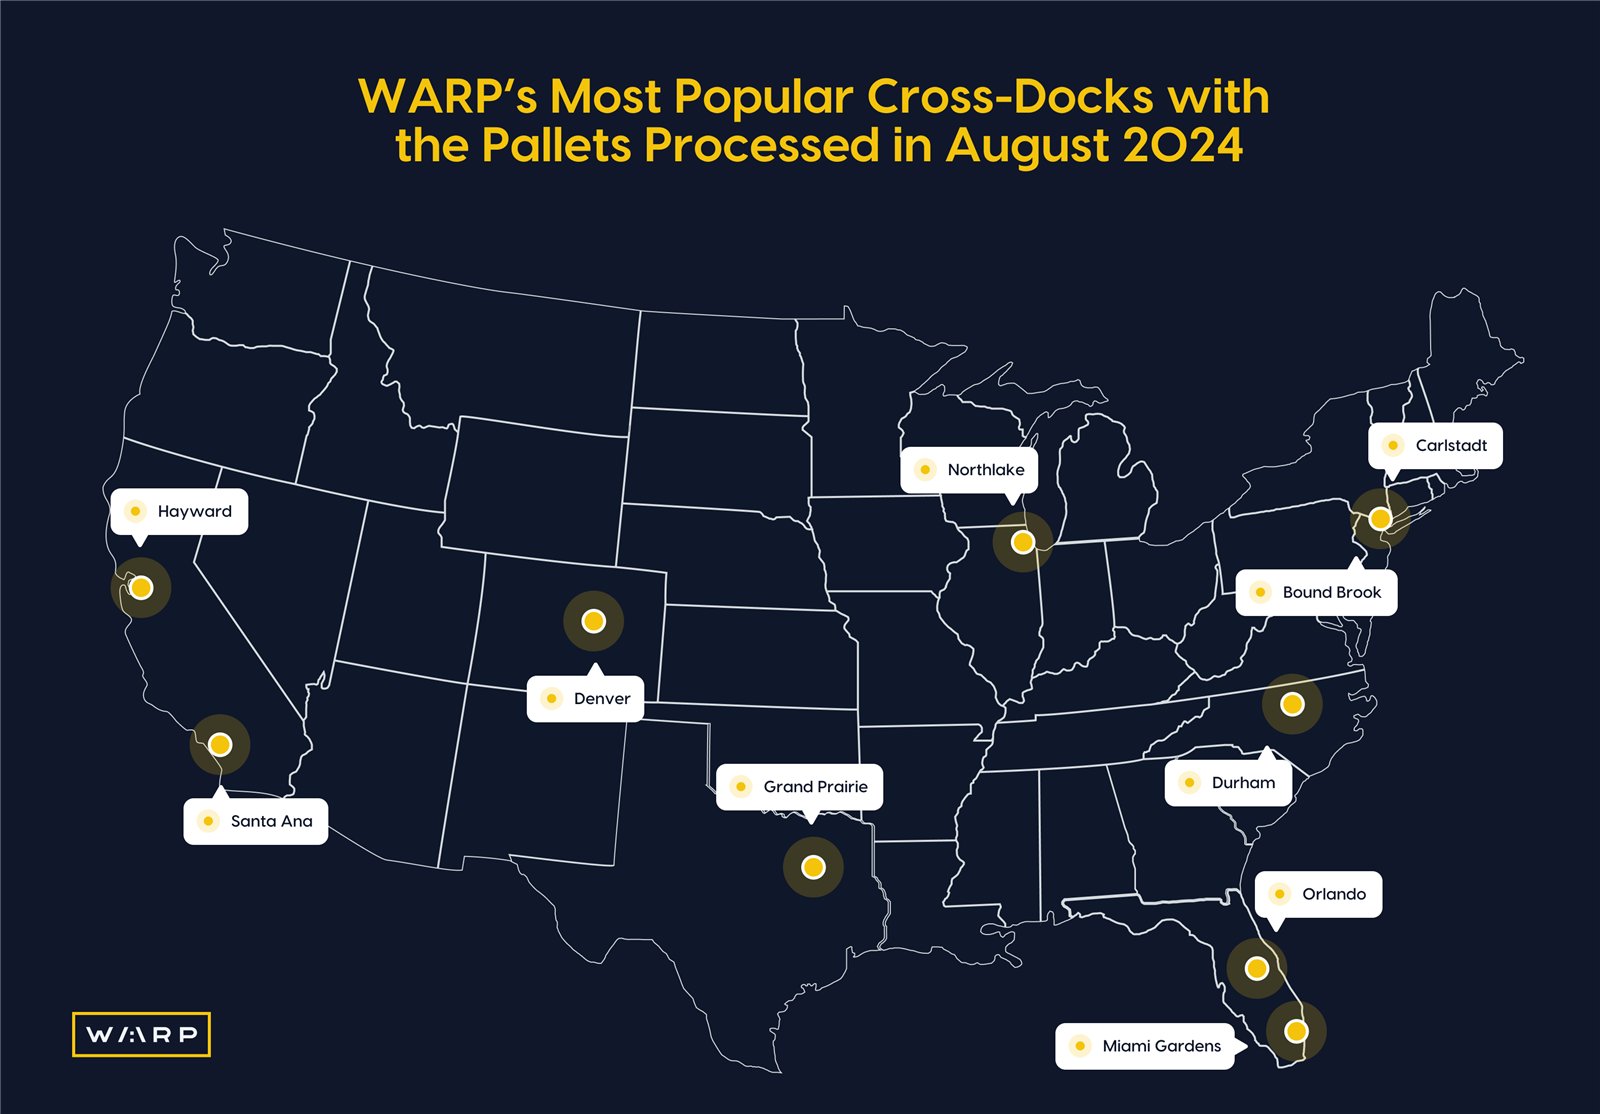 WARP’s Most Popular Cross-Docks with
the Pallets Processed in August 2024
Carlstadt
Northlake
Hayward
Bound Brook
Denver
Durham
Grand Prairie
Santa Ana
Orlando
WARP
Miami Gardens